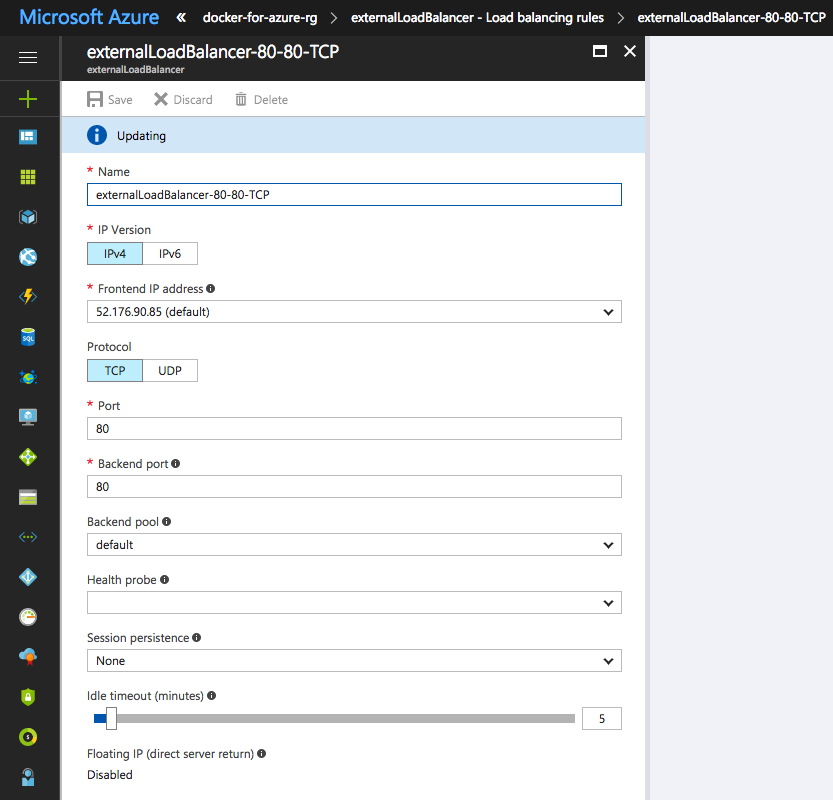 Microsoft Azure « docker-for-azure-rg > externalLoadBalancer - Load balancing rules > externalLoadBalancer-80-80-TCP
externalLoadBalancer-80-80-TCP
externalLoadBalancer
Save Discard Delete
Updating
* Name
externalLoadBalancer-80-80-TCP
* IP Version
IPv4 IPv6
* Frontend IP address
52.176.90.85 (default)
Protocol
TCP UDP
* Port
80
* Backend port
80
Backend pool
default
Health probe
Session persistence
None
Idle timeout (minutes)
5
Floating IP (direct server return)
Disabled